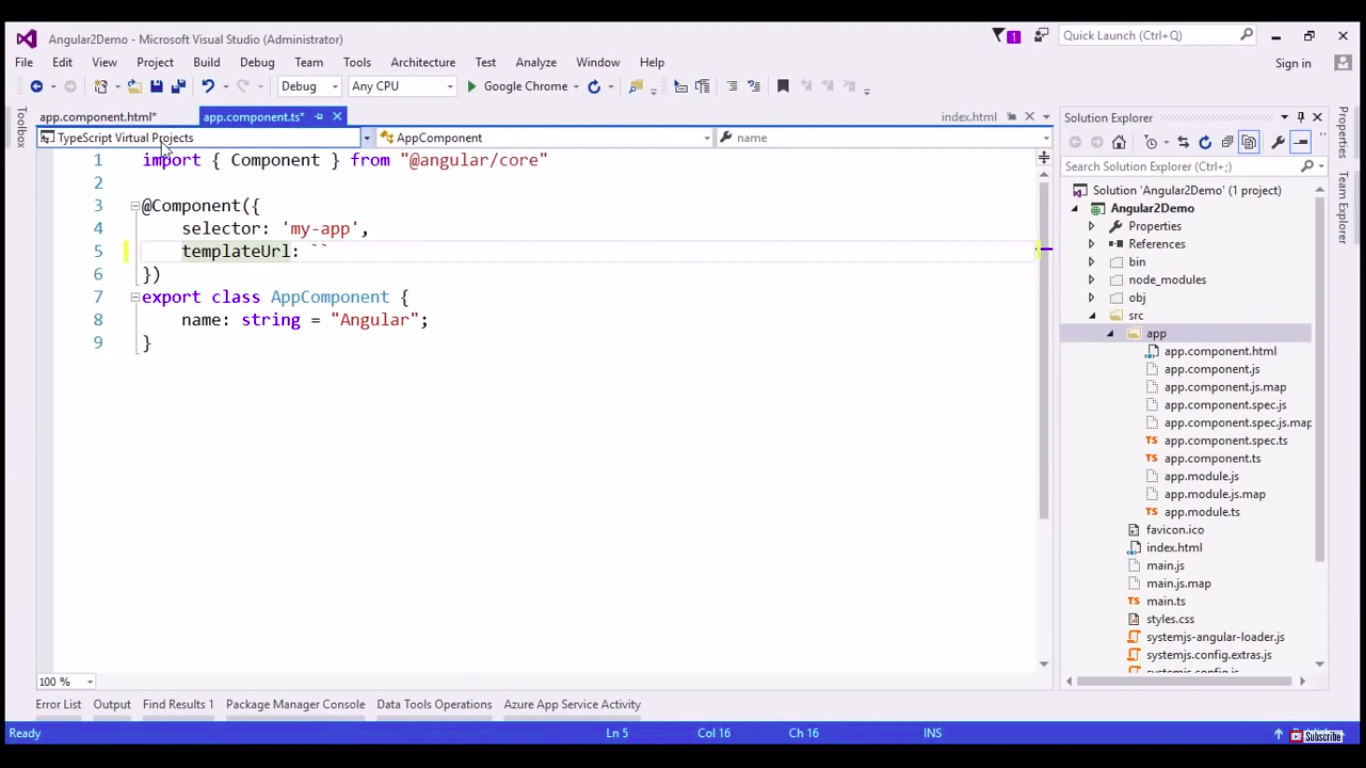 Angular2Demo - Microsoft Visual Studio (Administrator)
1
Quick Launch (Ctrl+Q)
File Edit View Project Build Debug Team Tools Architecture Test Analyze Window Help
Sign in
Debug Any CPU Google Chrome
Toolbox
app.component.html* app.component.ts* index.html
TypeScript Virtual Projects AppComponent name
1 import { Component } from "@angular/core"
2
3 @Component({
4 selector: 'my-app',
5 templateUrl: ``
6 })
7 export class AppComponent {
8 name: string = "Angular";
9 }
100 %
Solution Explorer
Search Solution Explorer (Ctrl+;)
Solution 'Angular2Demo' (1 project)
Angular2Demo
Properties
References
bin
node_modules
obj
src
app
app.component.html
app.component.js
app.component.js.map
app.component.spec.js
app.component.spec.js.map
TS app.component.spec.ts
TS app.component.ts
app.module.js
app.module.js.map
TS app.module.ts
favicon.ico
index.html
main.js
main.js.map
TS main.ts
styles.css
systemjs-angular-loader.js
systemjs.config.extras.js
systemjs.config.js
Properties
Team Explorer
Error List Output Find Results 1 Package Manager Console Data Tools Operations Azure App Service Activity
Ready Ln 5 Col 16 Ch 16 INS
Subscribe